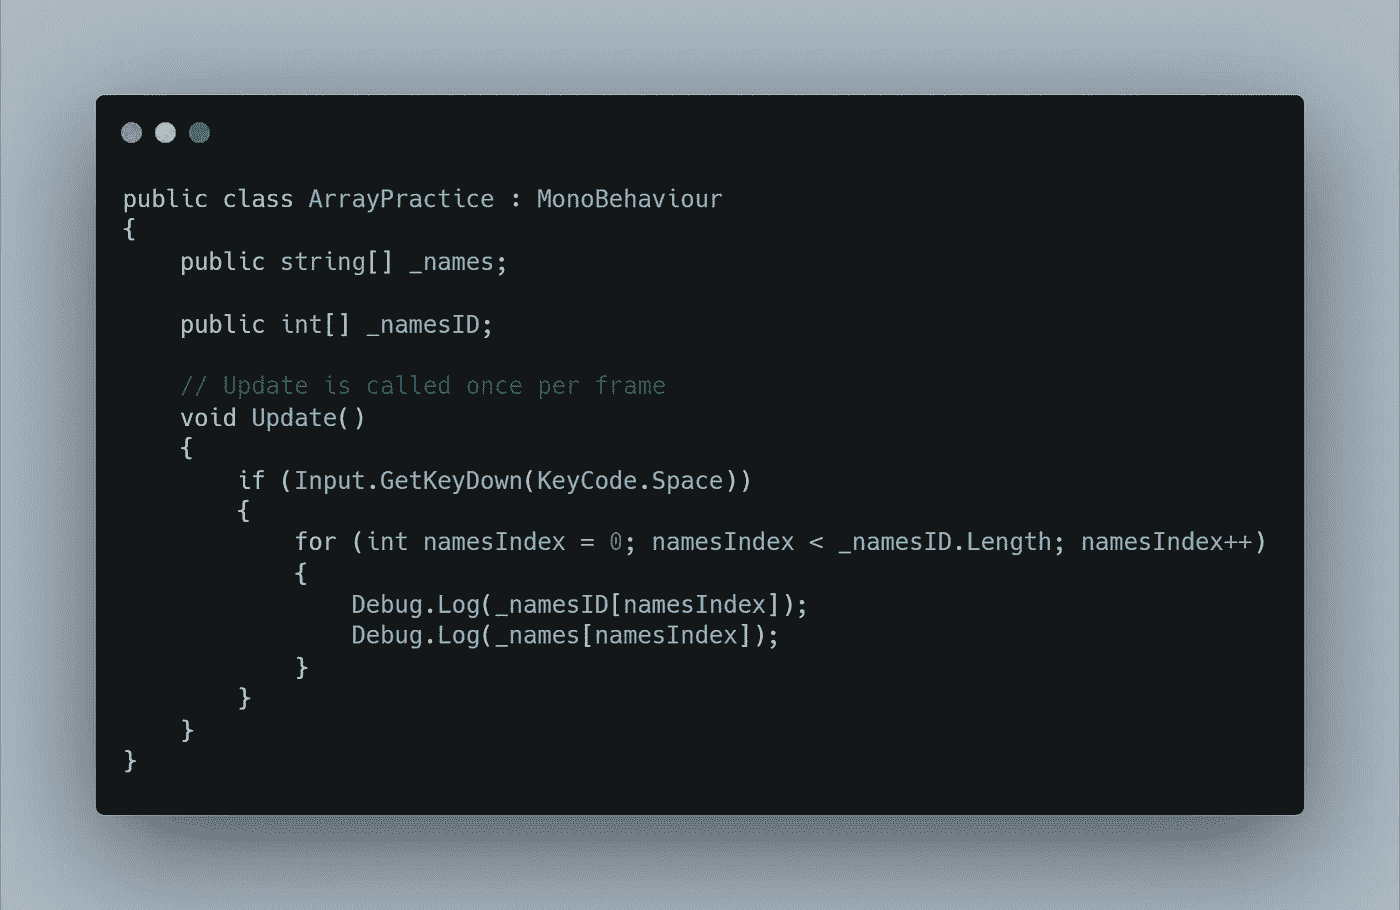 public class ArrayPractice : MonoBehaviour
{
    public string[] _names;

    public int[] _namesID;

    // Update is called once per frame
    void Update()
    {
        if (Input.GetKeyDown(KeyCode.Space))
        {
            for (int namesIndex = 0; namesIndex < _namesID.Length; namesIndex++)
            {
                Debug.Log(_namesID[namesIndex]);
                Debug.Log(_names[namesIndex]);
            }
        }
    }
}